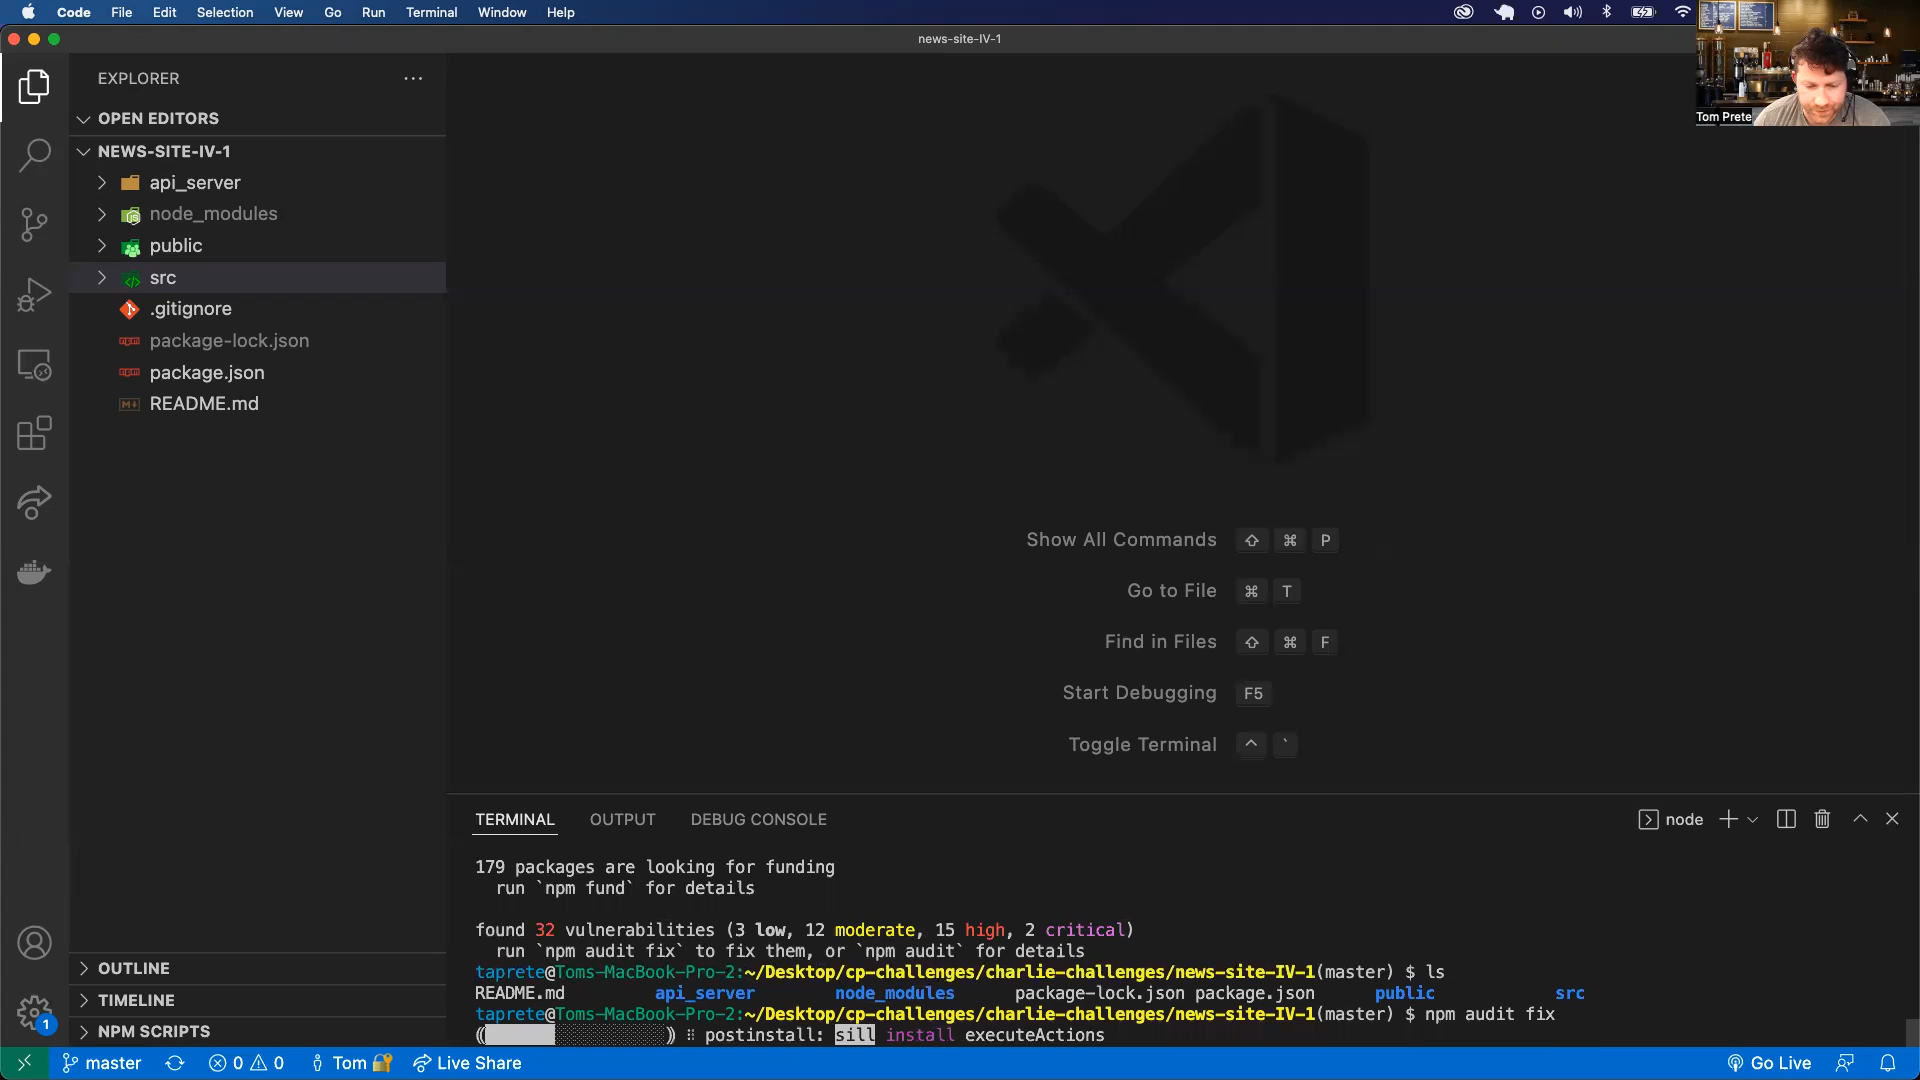 Code File Edit Selection View Go Run Terminal Window Help
news-site-IV-1
Tom Prete
EXPLORER
OPEN EDITORS
NEWS-SITE-IV-1
api_server
node_modules
public
src
.gitignore
package-lock.json
package.json
README.md
OUTLINE
TIMELINE
NPM SCRIPTS
Show All Commands ⇧ ⌘ P
Go to File ⌘ T
Find in Files ⇧ ⌘ F
Start Debugging F5
Toggle Terminal ^ `
TERMINAL OUTPUT DEBUG CONSOLE
node
179 packages are looking for funding
run `npm fund` for details
found 32 vulnerabilities (3 low, 12 moderate, 15 high, 2 critical)
run `npm audit fix` to fix them, or `npm audit` for details
taprete@Toms-MacBook-Pro-2:~/Desktop/cp-challenges/charlie-challenges/news-site-IV-1(master) $ ls
README.md api_server node_modules package-lock.json package.json public src
taprete@Toms-MacBook-Pro-2:~/Desktop/cp-challenges/charlie-challenges/news-site-IV-1(master) $ npm audit fix
postinstall: sill install executeActions
1
master 0 0 Tom Live Share
Go Live